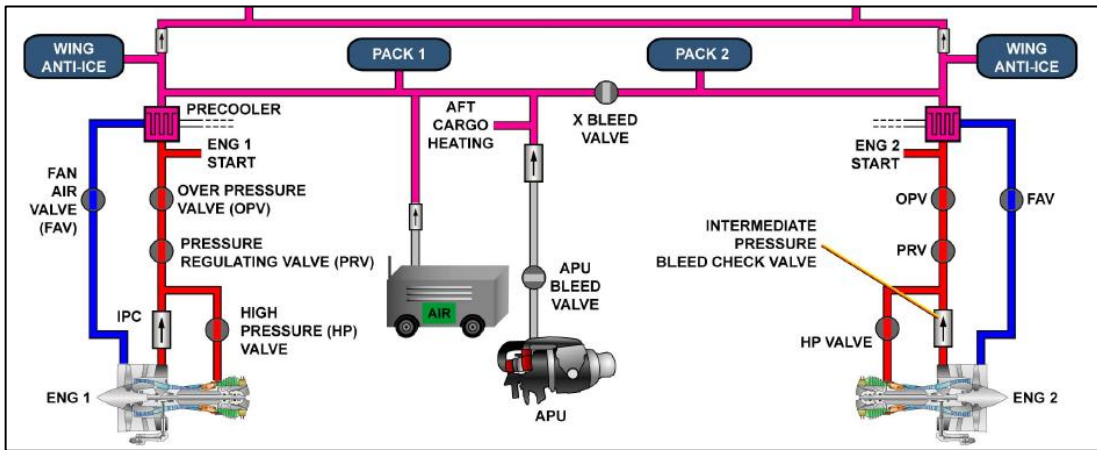 WING
ANTI-ICE
PACK 1
PACK 2
WING
ANTI-ICE
PRECOOLER
AFT
CARGO
HEATING
X BLEED
VALVE
ENG 1
START
ENG 2
START
FAN
AIR
VALVE
(FAV)
OVER PRESSURE
VALVE (OPV)
OPV
FAV
PRESSURE
REGULATING VALVE (PRV)
INTERMEDIATE
PRESSURE
BLEED CHECK VALVE
PRV
APU
BLEED
VALVE
AIR
IPC
HIGH
PRESSURE (HP)
VALVE
HP VALVE
ENG 1
APU
ENG 2